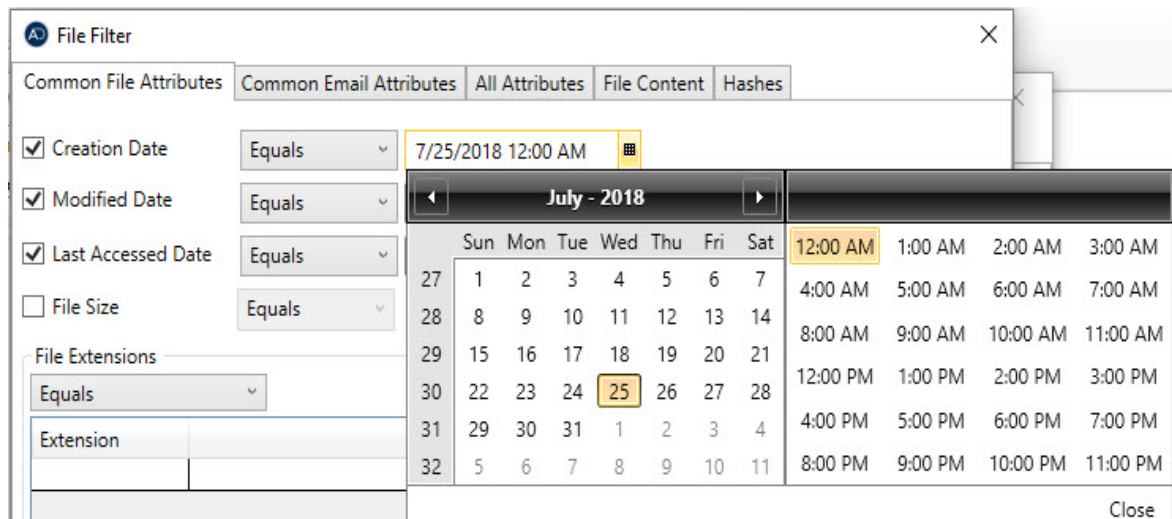 File Filter
Common File Attributes Common Email Attributes All Attributes File Content Hashes
Creation Date Equals 7/25/2018 12:00 AM
Modified Date Equals
Last Accessed Date Equals
File Size Equals
File Extensions
Equals
Extension
July - 2018
Sun Mon Tue Wed Thu Fri Sat
27 1 2 3 4 5 6 7
28 8 9 10 11 12 13 14
29 15 16 17 18 19 20 21
30 22 23 24 25 26 27 28
31 29 30 31 1 2 3 4
32 5 6 7 8 9 10 11
12:00 AM 1:00 AM 2:00 AM 3:00 AM
4:00 AM 5:00 AM 6:00 AM 7:00 AM
8:00 AM 9:00 AM 10:00 AM 11:00 AM
12:00 PM 1:00 PM 2:00 PM 3:00 PM
4:00 PM 5:00 PM 6:00 PM 7:00 PM
8:00 PM 9:00 PM 10:00 PM 11:00 PM
Close